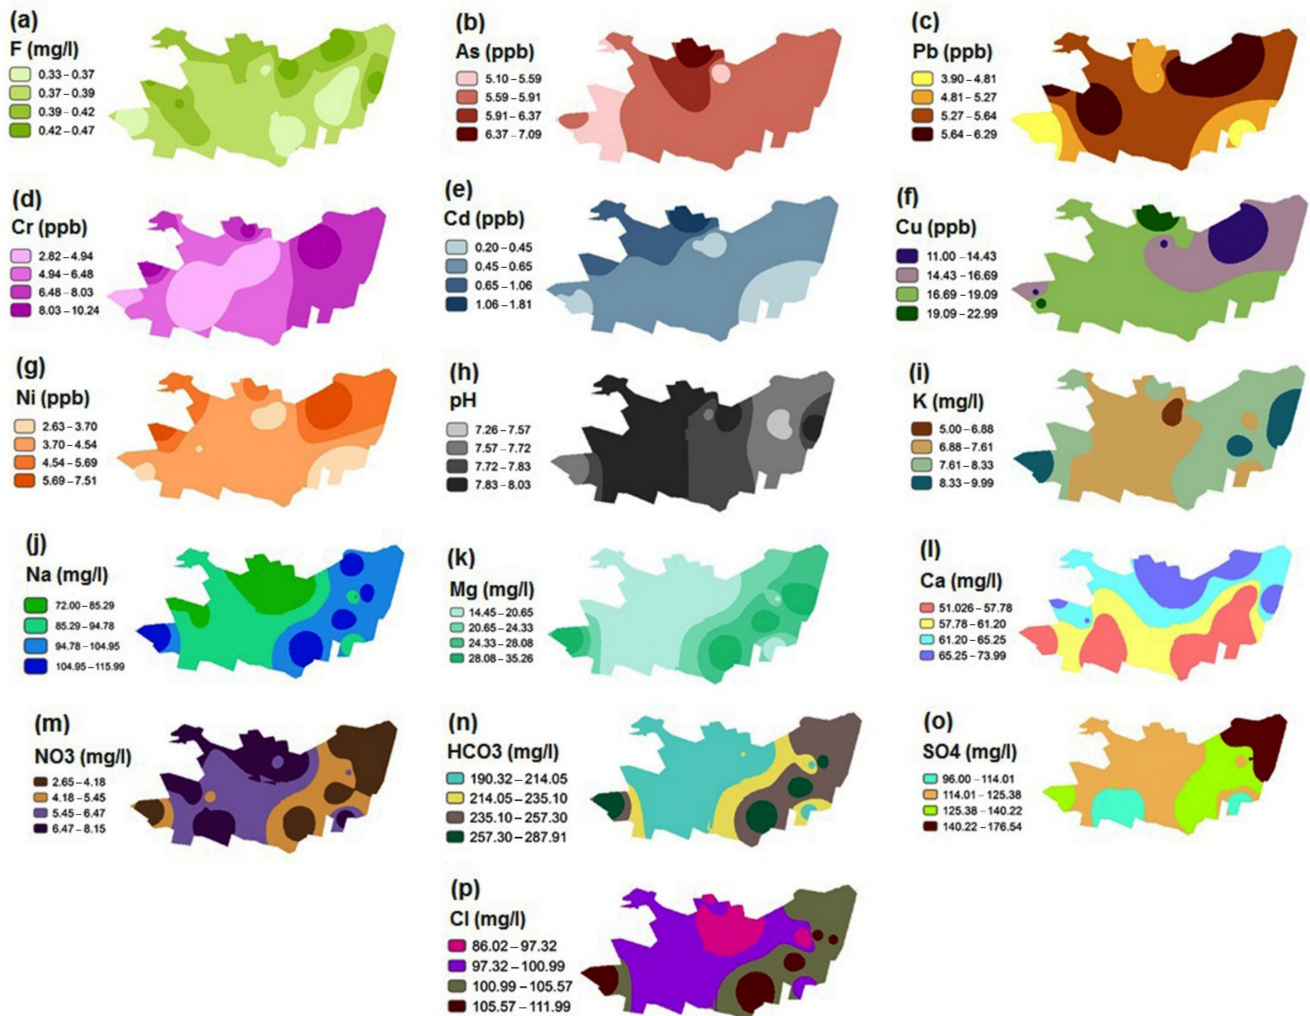 (a)
F (mg/l)
0.33 – 0.37
0.37 – 0.39
0.39 – 0.42
0.42 – 0.47
(b)
As (ppb)
5.10 – 5.59
5.59 – 5.91
5.91 – 6.37
6.37 – 7.09
(c)
Pb (ppb)
3.90 – 4.81
4.81 – 5.27
5.27 – 5.64
5.64 – 6.29
(d)
Cr (ppb)
2.82 – 4.94
4.94 – 6.48
6.48 – 8.03
8.03 – 10.24
(e)
Cd (ppb)
0.20 – 0.45
0.45 – 0.65
0.65 – 1.06
1.06 – 1.81
(f)
Cu (ppb)
11.00 – 14.43
14.43 – 16.69
16.69 – 19.09
19.09 – 22.99
(g)
Ni (ppb)
2.63 – 3.70
3.70 – 4.54
4.54 – 5.69
5.69 – 7.51
(h)
pH
7.26 – 7.57
7.57 – 7.72
7.72 – 7.83
7.83 – 8.03
(i)
K (mg/l)
5.00 – 6.88
6.88 – 7.61
7.61 – 8.33
8.33 – 9.99
(j)
Na (mg/l)
72.00 – 85.29
85.29 – 94.78
94.78 – 104.95
104.95 – 115.99
(k)
Mg (mg/l)
14.45 – 20.65
20.65 – 24.33
24.33 – 28.08
28.08 – 35.26
(l)
Ca (mg/l)
51.026 – 57.78
57.78 – 61.20
61.20 – 65.25
65.25 – 73.99
(m)
NO3 (mg/l)
2.65 – 4.18
4.18 – 5.45
5.45 – 6.47
6.47 – 8.15
(n)
HCO3 (mg/l)
190.32 – 214.05
214.05 – 235.10
235.10 – 257.30
257.30 – 287.91
(o)
SO4 (mg/l)
96.00 – 114.01
114.01 – 125.38
125.38 – 140.22
140.22 – 176.54
(p)
Cl (mg/l)
86.02 – 97.32
97.32 – 100.99
100.99 – 105.57
105.57 – 111.99